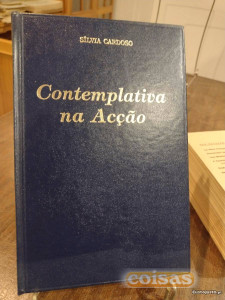 SÍLVIA CARDOSO
Contemplativa
na Acção
coisas